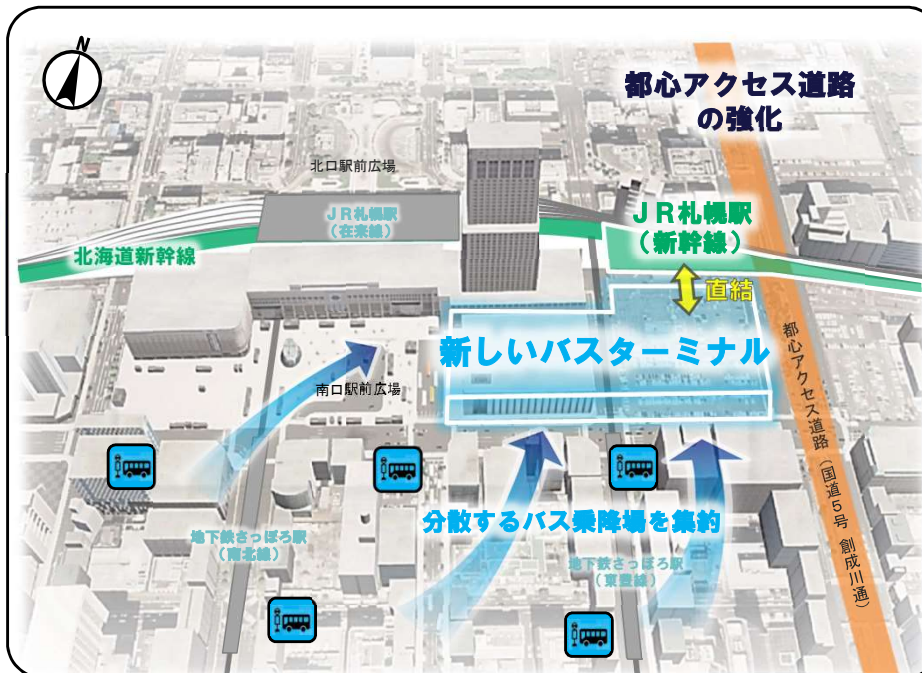 N
都心アクセス道路
の強化
北口駅前広場
JR札幌駅
（在来線）
JR札幌駅
（新幹線）
北海道新幹線
直結
新しいバスターミナル
南口駅前広場
都心アクセス道路（国道5号 創成川通）
分散するバス乗降場を集約
地下鉄さっぽろ駅
（南北線）
地下鉄さっぽろ駅
（東豊線）